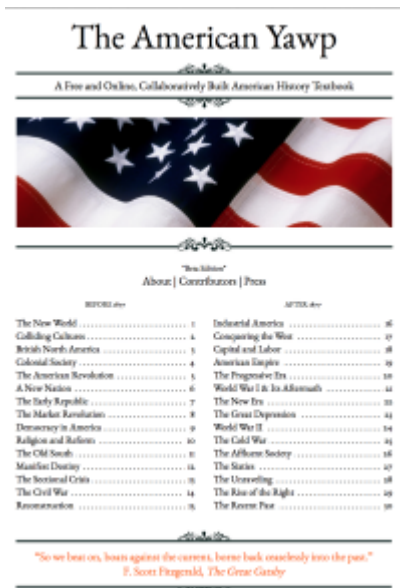 The American Yawp
A Free and Online, Collaboratively Built American History Textbook
"Beta Edition"
About | Contributors | Press
BEFORE 1877
The New World 1
Colliding Cultures 2
British North America 3
Colonial Society 4
The American Revolution 5
A New Nation 6
The Early Republic 7
The Market Revolution 8
Democracy in America 9
Religion and Reform 10
The Old South 11
Manifest Destiny 12
The Sectional Crisis 13
The Civil War 14
Reconstruction 15
AFTER 1877
Industrial America 16
Conquering the West 17
Capital and Labor 18
American Empire 19
The Progressive Era 20
World War I & Its Aftermath 21
The New Era 22
The Great Depression 23
World War II 24
The Cold War 25
The Affluent Society 26
The Sixties 27
The Unraveling 28
The Rise of the Right 29
The Recent Past 30
"So we beat on, boats against the current, borne back ceaselessly into the past."
F. Scott Fitzgerald, The Great Gatsby